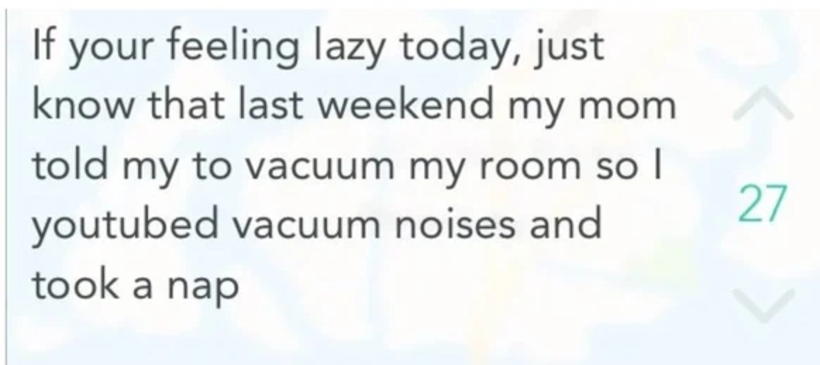 If your feeling lazy today, just
know that last weekend my mom
told my to vacuum my room so I
youtubed vacuum noises and
took a nap
27